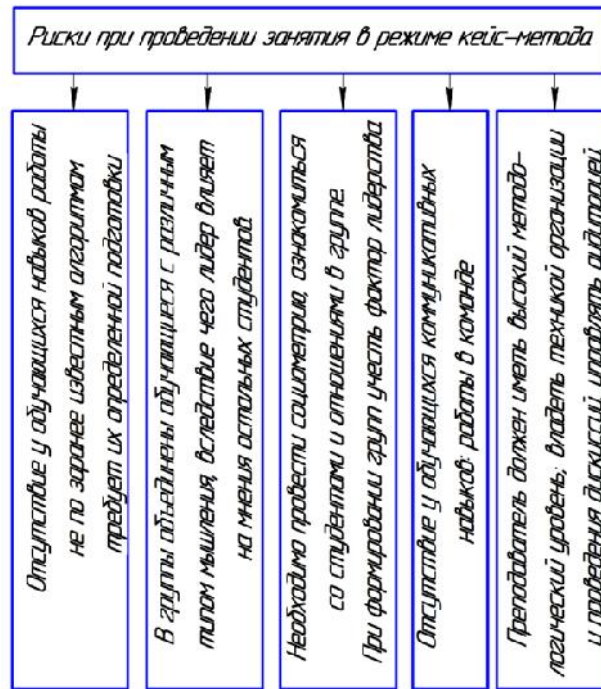 Риски при проведении занятия в режиме кейс-метода
Отсутствие у обучающихся навыков работы
не по заранее известным алгоритмам
требует их определенной подготовки
В группы объединены обучающиеся с различным
типом мышления, вследствие чего лидер влияет
на мнения остальных студентов.
Необходимо провести социометрию, ознакомиться
со студентами и отношениями в группе.
При формировании групп учесть фактор лидерства
Отсутствие у обучающихся коммуникативных
навыков: работы в команде
Преподаватель должен иметь высокий методо-
логический уровень; владеть техникой организации
и проведения дискуссий, управлять аудиторией